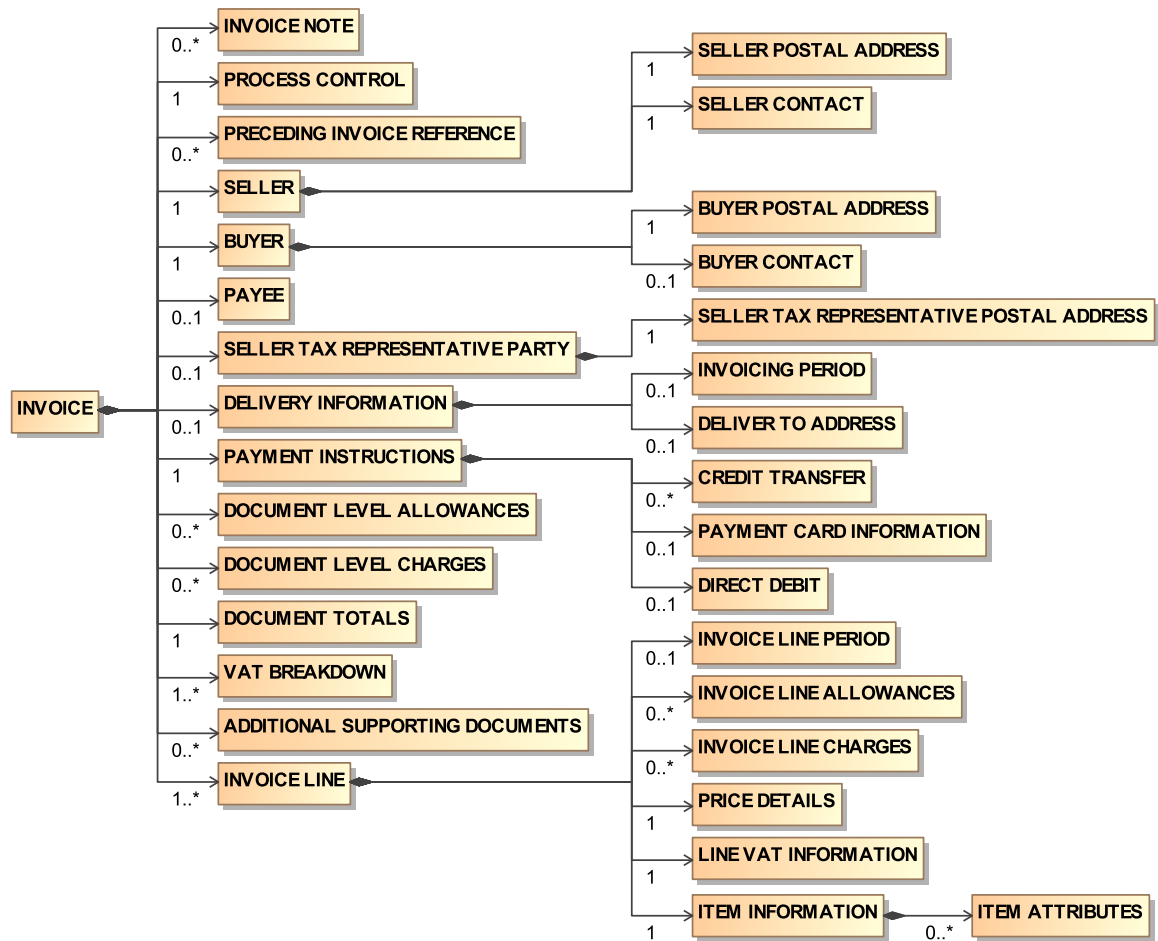 INVOICE
INVOICE NOTE
0..*
PROCESS CONTROL
1
PRECEDING INVOICE REFERENCE
0..*
SELLER
1
BUYER
1
PAYEE
0..1
SELLER TAX REPRESENTATIVE PARTY
0..1
DELIVERY INFORMATION
0..1
PAYMENT INSTRUCTIONS
1
DOCUMENT LEVEL ALLOWANCES
0..*
DOCUMENT LEVEL CHARGES
0..*
DOCUMENT TOTALS
1
VAT BREAKDOWN
1..*
ADDITIONAL SUPPORTING DOCUMENTS
0..*
INVOICE LINE
1..*
SELLER POSTAL ADDRESS
1
SELLER CONTACT
1
BUYER POSTAL ADDRESS
1
BUYER CONTACT
0..1
SELLER TAX REPRESENTATIVE POSTAL ADDRESS
1
INVOICING PERIOD
0..1
DELIVER TO ADDRESS
0..1
CREDIT TRANSFER
0..*
PAYMENT CARD INFORMATION
0..1
DIRECT DEBIT
0..1
INVOICE LINE PERIOD
0..1
INVOICE LINE ALLOWANCES
0..*
INVOICE LINE CHARGES
0..*
PRICE DETAILS
1
LINE VAT INFORMATION
1
ITEM INFORMATION
1
ITEM ATTRIBUTES
0..*